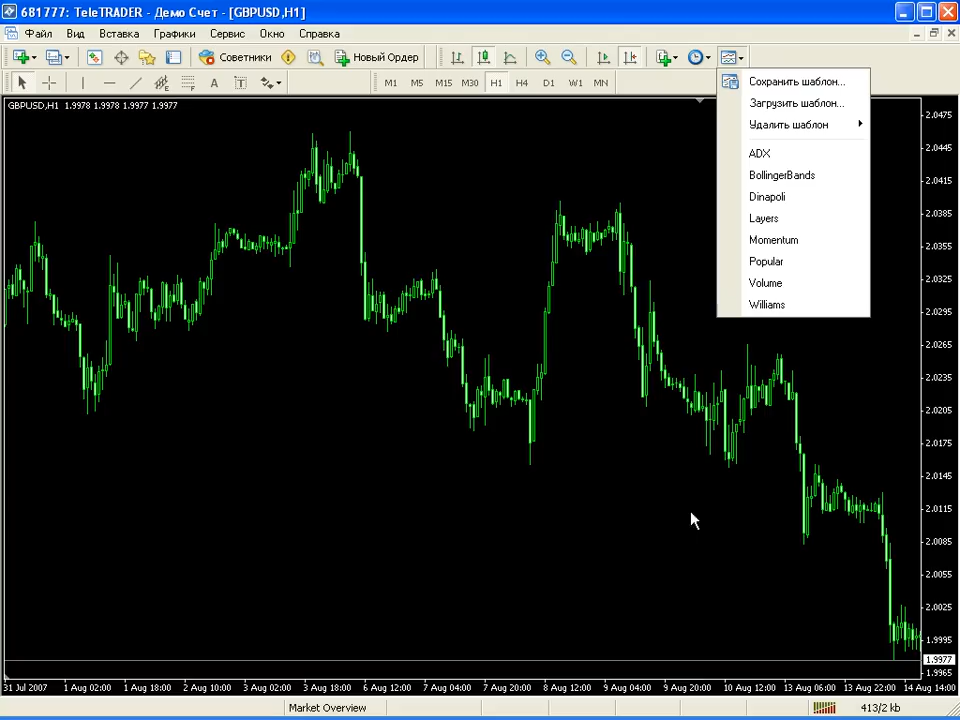 681777: TeleTRADER - Демо Счет - [GBPUSD,H1]
Файл Вид Вставка Графики Сервис Окно Справка
Советники Новый Ордер
A T M1 M5 M15 M30 H1 H4 D1 W1 MN
GBPUSD,H1 1.9978 1.9978 1.9977 1.9977
Сохранить шаблон...
Загрузить шаблон...
Удалить шаблон
ADX
BollingerBands
Dinapoli
Layers
Momentum
Popular
Volume
Williams
2.0475
2.0445
2.0415
2.0385
2.0355
2.0325
2.0295
2.0265
2.0235
2.0205
2.0175
2.0145
2.0115
2.0085
2.0055
2.0025
1.9995
1.9977
1.9965
31 Jul 2007 1 Aug 02:00 1 Aug 18:00 2 Aug 10:00 3 Aug 02:00 3 Aug 18:00 6 Aug 12:00 7 Aug 04:00 7 Aug 20:00 8 Aug 12:00 9 Aug 04:00 9 Aug 20:00 10 Aug 12:00 13 Aug 06:00 13 Aug 22:00 14 Aug 14:00
Market Overview 413/2 kb